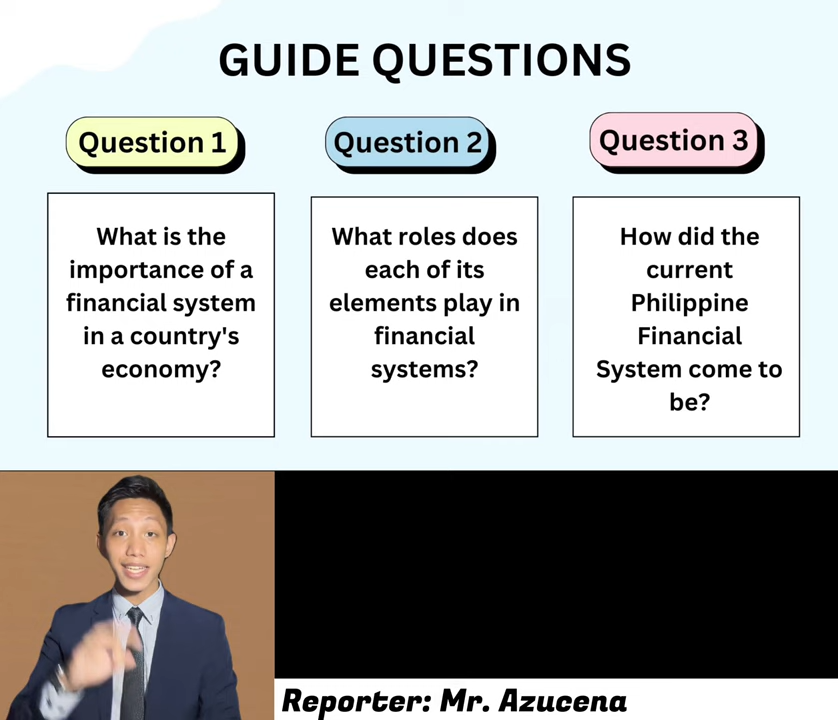 GUIDE QUESTIONS
Question 1
What is the
importance of a
financial system
in a country's
economy?
Question 2
What roles does
each of its
elements play in
financial
systems?
Question 3
How did the
current
Philippine
Financial
System come to
be?
Reporter: Mr. Azucena